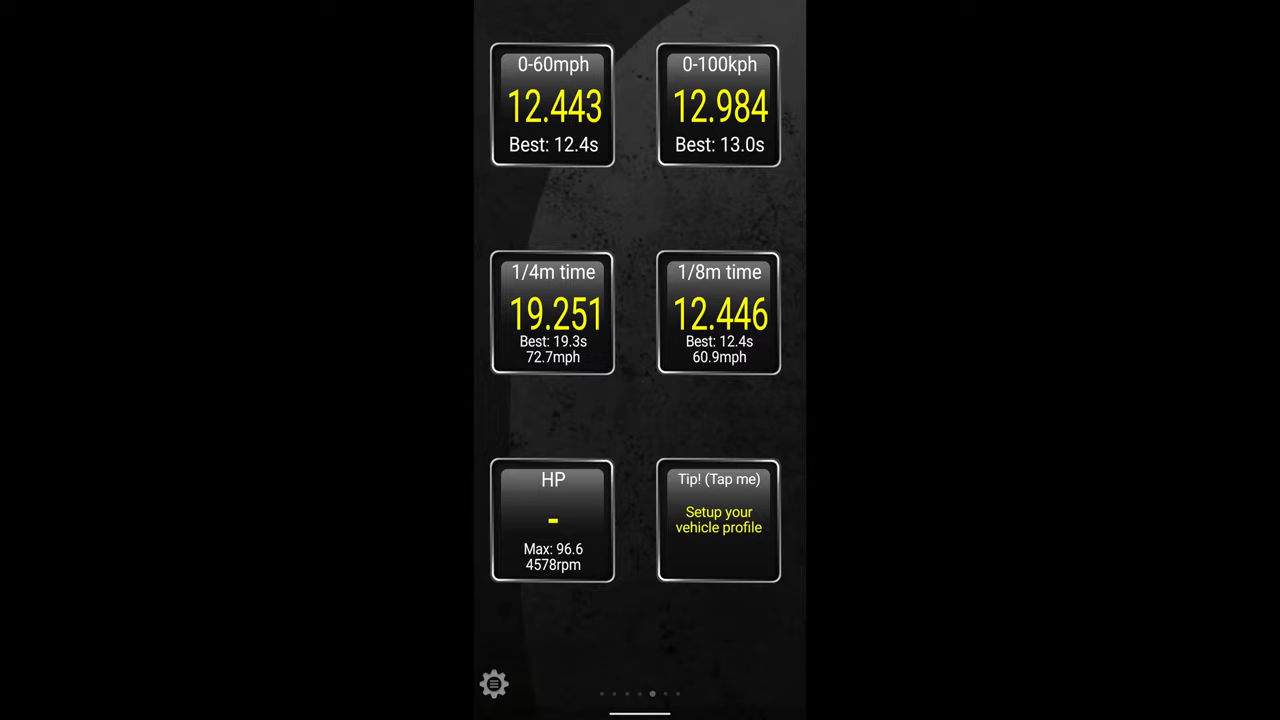 0-60mph
12.443
Best: 12.4s
0-100kph
12.984
Best: 13.0s
1/4m time
19.251
Best: 19.3s
72.7mph
1/8m time
12.446
Best: 12.4s
60.9mph
HP
-
Max: 96.6
4578rpm
Tip! (Tap me)
Setup your
vehicle profile